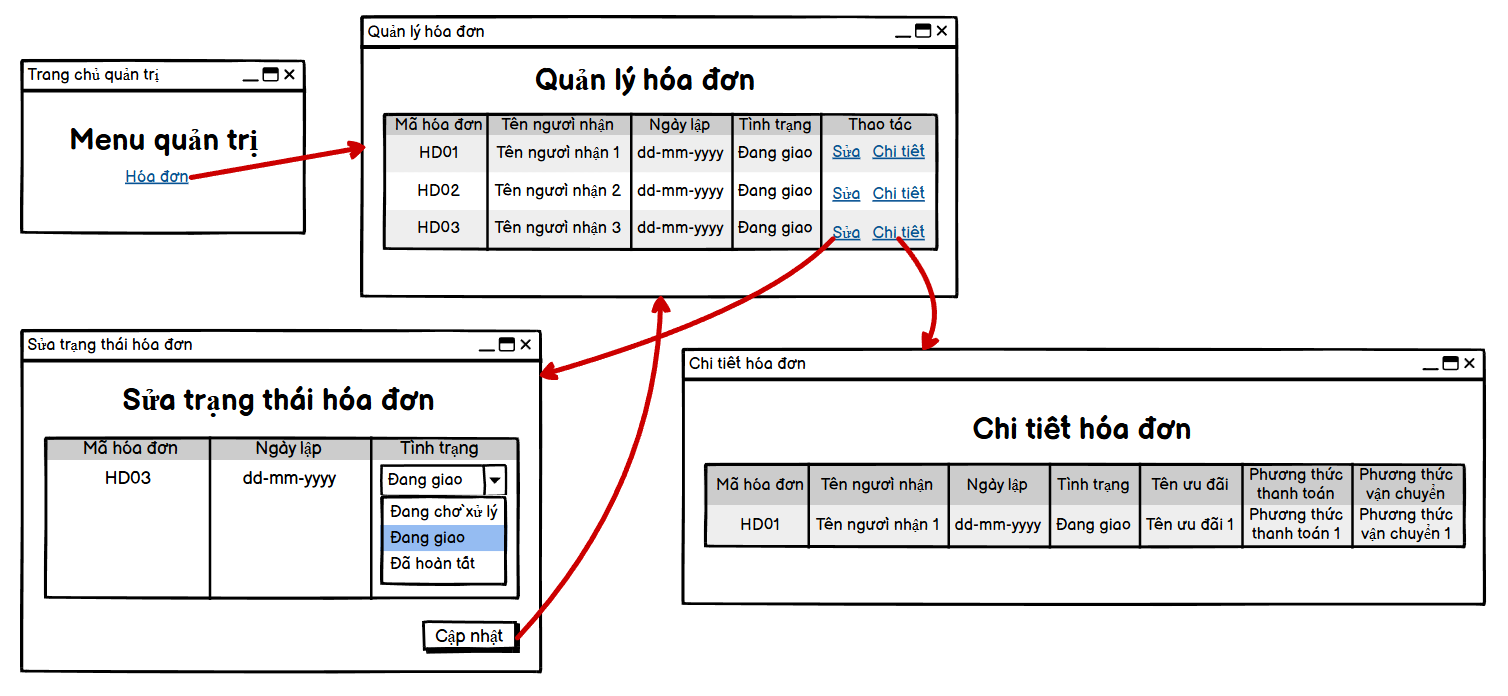 Trang chủ quản trị
Menu quản trị
Hóa đơn
Quản lý hóa đơn
Quản lý hóa đơn
Mã hóa đơn Tên người nhận Ngày lập Tình trạng Thao tác
HD01 Tên người nhận 1 dd-mm-yyyy Đang giao Sửa Chi tiết
HD02 Tên người nhận 2 dd-mm-yyyy Đang giao Sửa Chi tiết
HD03 Tên người nhận 3 dd-mm-yyyy Đang giao Sửa Chi tiết
Sửa trạng thái hóa đơn
Sửa trạng thái hóa đơn
Mã hóa đơn Ngày lập Tình trạng
HD03 dd-mm-yyyy Đang giao
Đang chờ xử lý
Đang giao
Đã hoàn tất
Cập nhật
Chi tiết hóa đơn
Chi tiết hóa đơn
Mã hóa đơn Tên người nhận Ngày lập Tình trạng Tên ưu đãi Phương thức thanh toán Phương thức vận chuyển
HD01 Tên người nhận 1 dd-mm-yyyy Đang giao Tên ưu đãi 1 Phương thức thanh toán 1 Phương thức vận chuyển 1